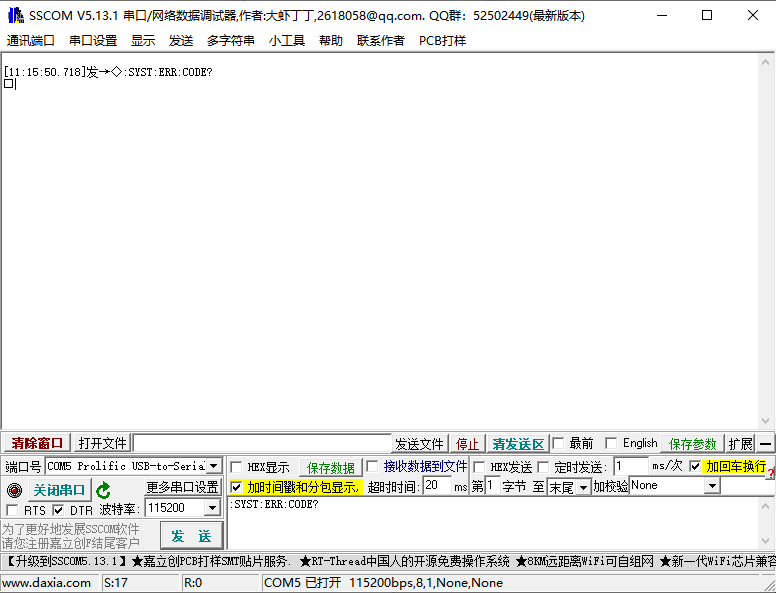 SSCOM V5.13.1 串口/网络数据调试器,作者:大虾丁丁,2618058@qq.com. QQ群：52502449(最新版本)
通讯端口 串口设置 显示 发送 多字符串 小工具 帮助 联系作者 PCB打样
[11:15:50.718]发→◇:SYST:ERR:CODE?
□
清除窗口 打开文件 发送文件 停止 清发送区 最前 English 保存参数 扩展 —
端口号 COM5 Prolific USB-to-Seria HEX显示 保存数据 接收数据到文件 HEX发送 定时发送: 1 ms/次 加回车换行 ?
关闭串口 更多串口设置 加时间戳和分包显示, 超时时间: 20 ms 第 1 字节 至 末尾 加校验 None
RTS DTR 波特率: 115200 :SYST:ERR:CODE?
为了更好地发展SSCOM软件
请您注册嘉立创F结尾客户
发 送
【升级到SSCOM5.13.1】★嘉立创PCB打样SMT贴片服务. ★RT-Thread中国人的开源免费操作系统 ★8KM远距离WiFi可自组网 ★新一代WiFi芯片兼容
www.daxia.com S:17 R:0 COM5 已打开 115200bps,8,1,None,None